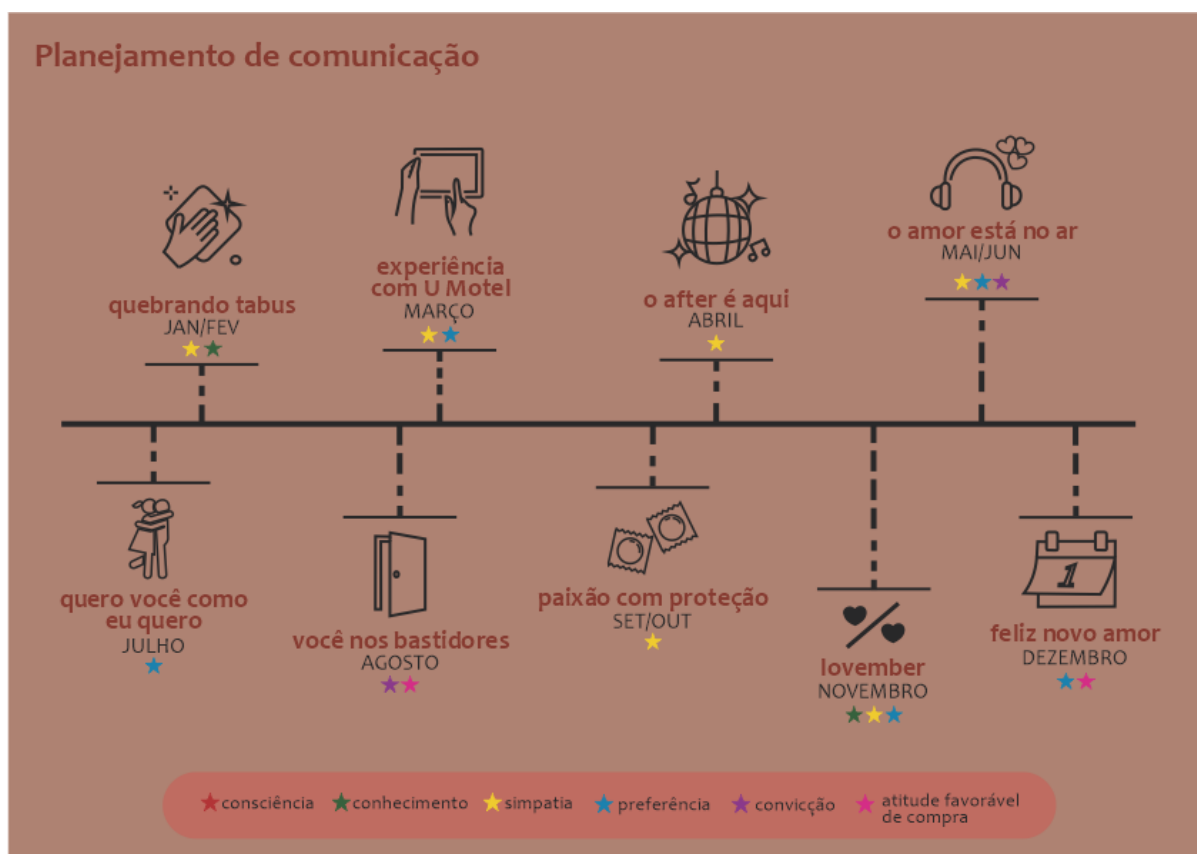 Planejamento de comunicação
quebrando tabus
JAN/FEV
experiência
com U Motel
MARÇO
o after é aqui
ABRIL
o amor está no ar
MAI/JUN
quero você como
eu quero
JULHO
você nos bastidores
AGOSTO
paixão com proteção
SET/OUT
lovember
NOVEMBRO
1
feliz novo amor
DEZEMBRO
consciência
conhecimento
simpatia
preferência
convicção
atitude favorável
de compra